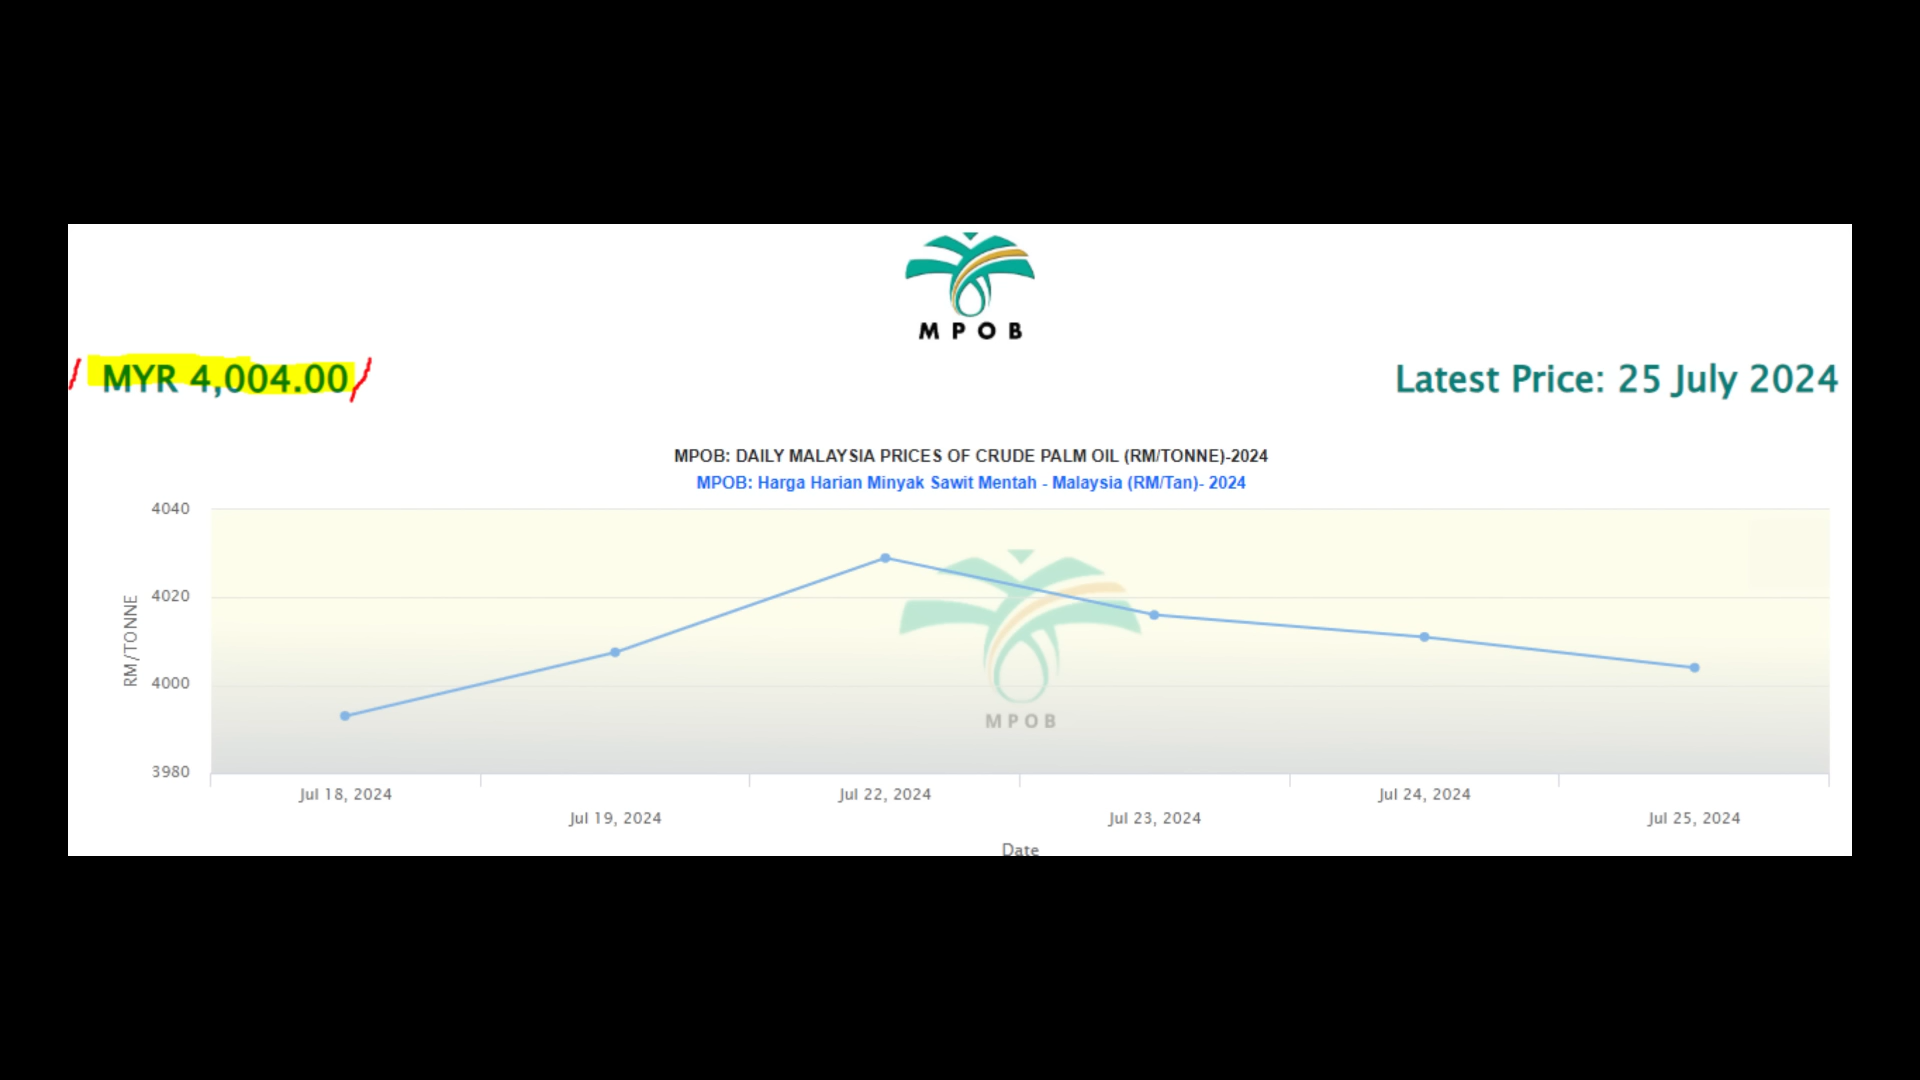 MPOB
MYR 4,004.00
Latest Price: 25 July 2024
MPOB: DAILY MALAYSIA PRICES OF CRUDE PALM OIL (RM/TONNE)-2024
MPOB: Harga Harian Minyak Sawit Mentah - Malaysia (RM/Tan)- 2024
4040
4020
4000
3980
RM/TONNE
MPOB
Jul 18, 2024
Jul 19, 2024
Jul 22, 2024
Jul 23, 2024
Jul 24, 2024
Jul 25, 2024
Date